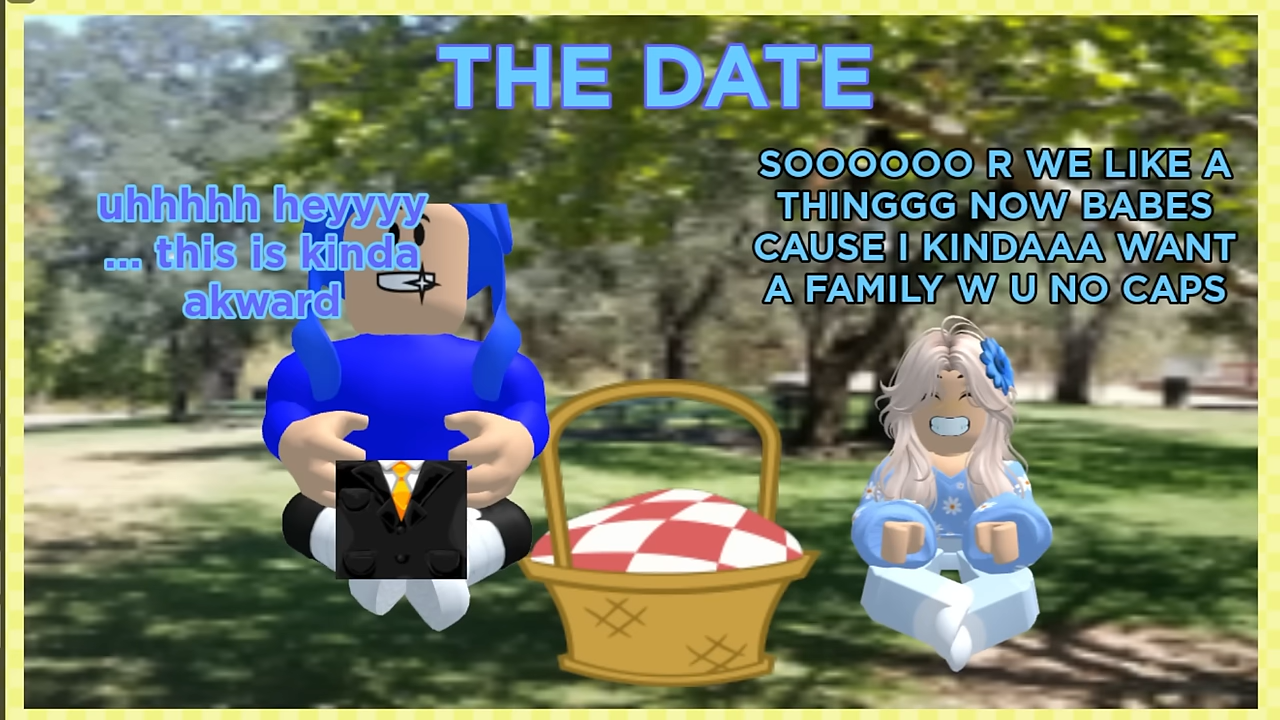 THE DATE
uhhhhh heyyyy
... this is kinda
akward
SOOOOOO R WE LIKE A
THINGGG NOW BABES
CAUSE I KINDAAA WANT
A FAMILY W U NO CAPS